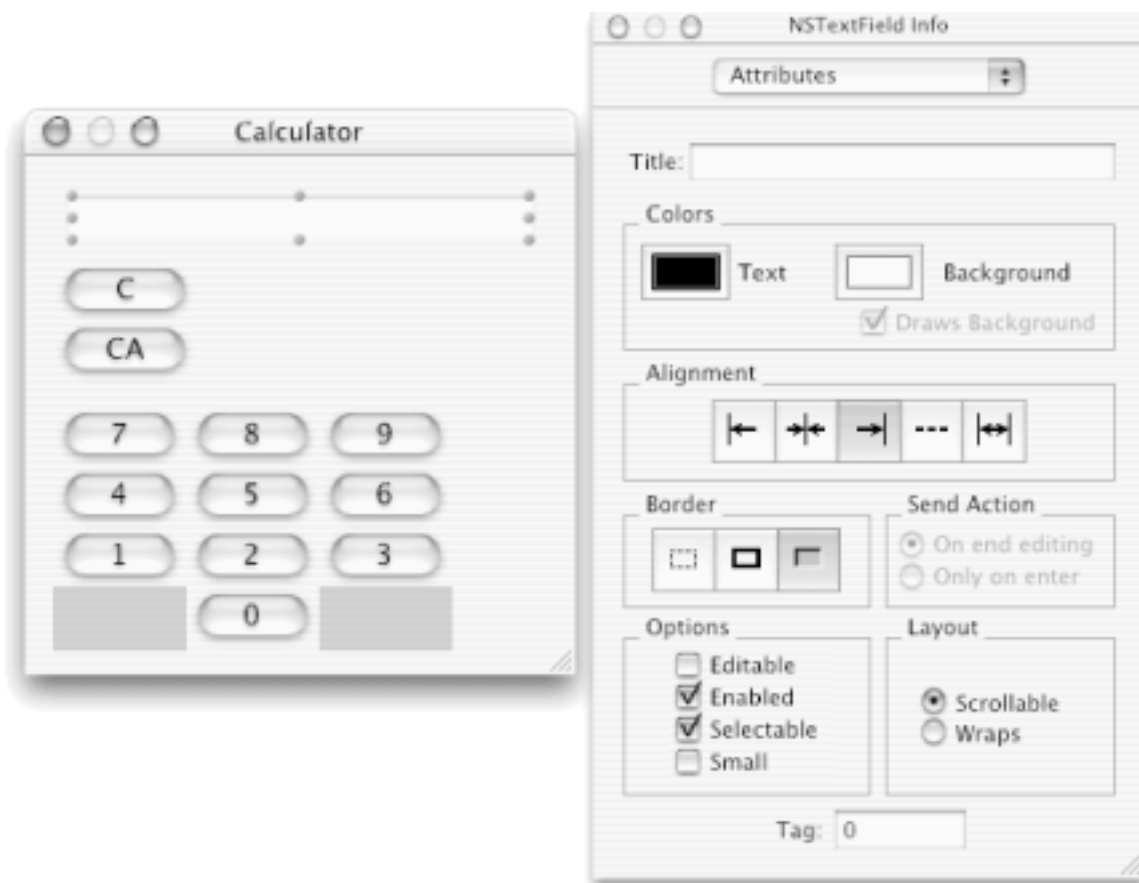 Calculator
C
CA
7 8 9
4 5 6
1 2 3
0
NSTextField Info
Attributes
Title:
Colors
Text Background
Draws Background
Alignment
Border
Send Action
On end editing
Only on enter
Options
Editable
Enabled
Selectable
Small
Layout
Scrollable
Wraps
Tag: 0